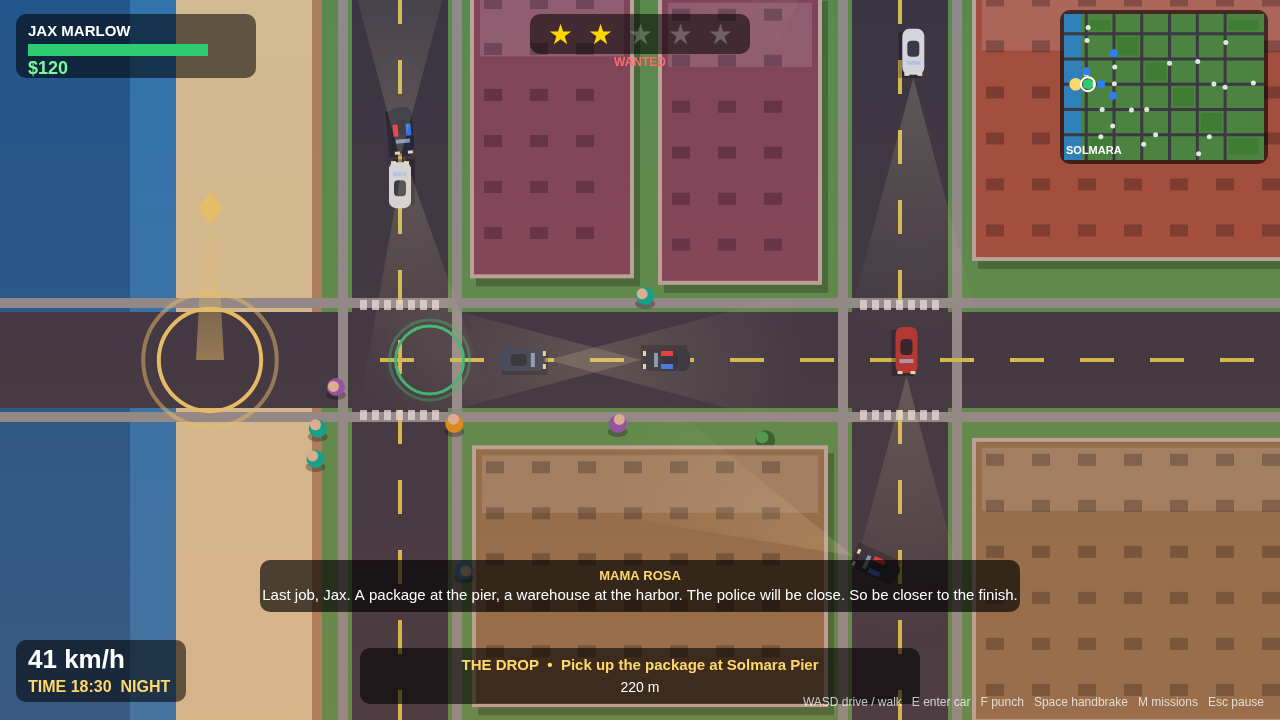 JAX MARLOW
$120
★ ★ ★ ★ ★
WANTED
SOLMARA
MAMA ROSA
Last job, Jax. A package at the pier, a warehouse at the harbor. The police will be close. So be closer to the finish.
41 km/h
TIME 18:30 NIGHT
THE DROP • Pick up the package at Solmara Pier
220 m
WASD drive / walk E enter car F punch Space handbrake M missions Esc pause